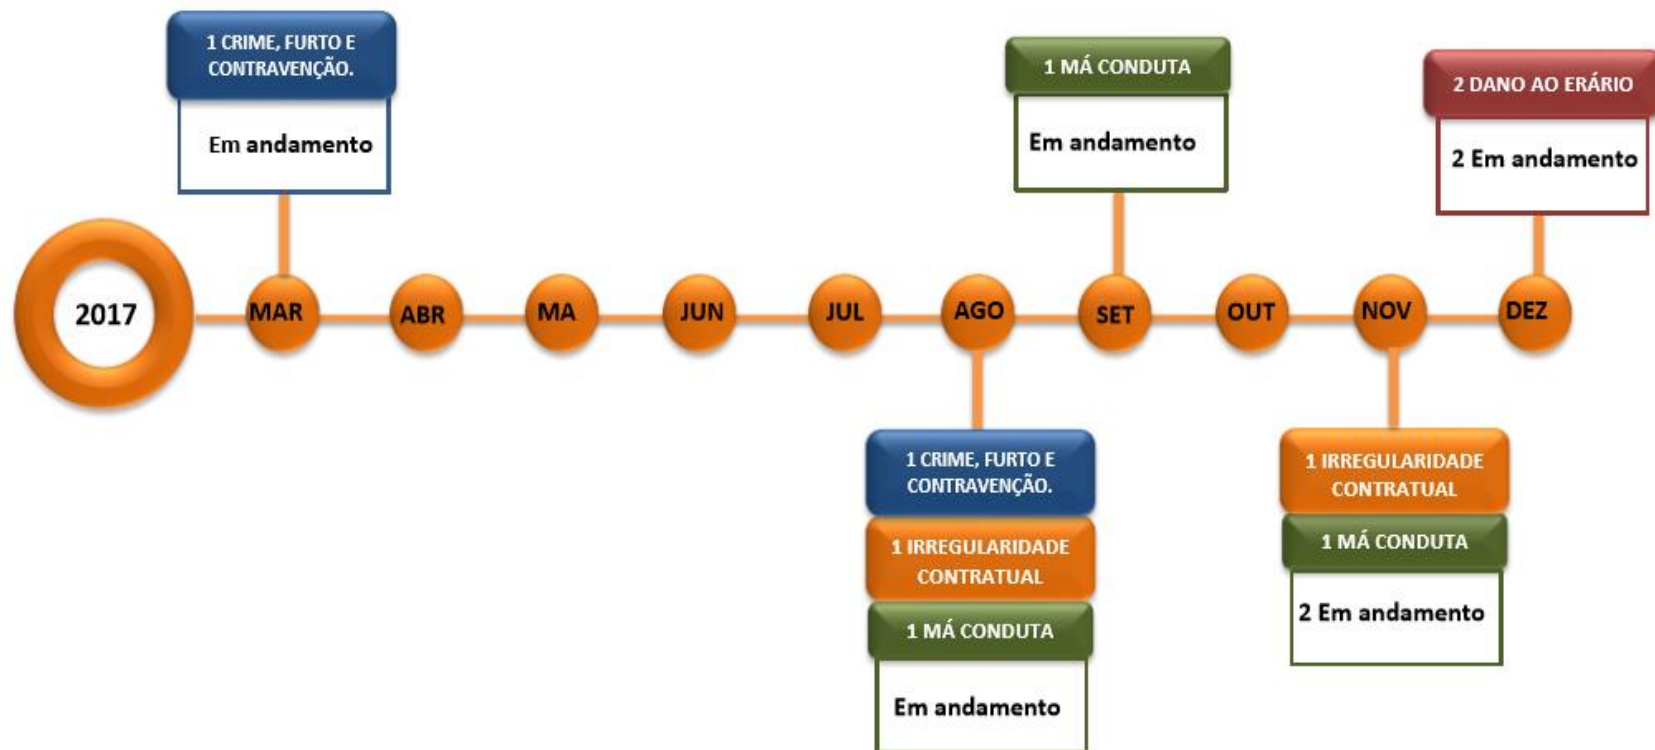 1 CRIME, FURTO E
CONTRAVENÇÃO.
Em andamento
1 MÁ CONDUTA
Em andamento
2 DANO AO ERÁRIO
2 Em andamento
2017
MAR
ABR
MA
JUN
JUL
AGO
SET
OUT
NOV
DEZ
1 CRIME, FURTO E
CONTRAVENÇÃO.
1 IRREGULARIDADE
CONTRATUAL
1 MÁ CONDUTA
Em andamento
1 IRREGULARIDADE
CONTRATUAL
1 MÁ CONDUTA
2 Em andamento